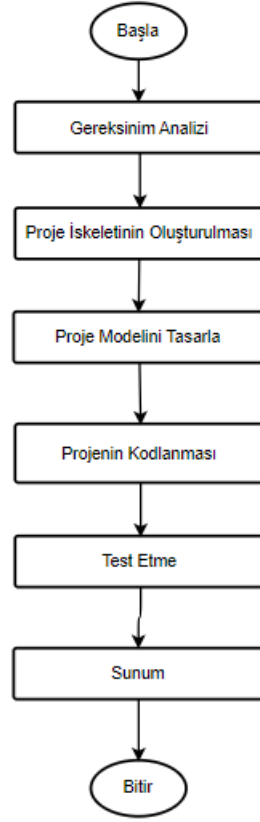 Başla
Gereksinim Analizi
Proje İskeletinin Oluşturulması
Proje Modelini Tasarla
Projenin Kodlanması
Test Etme
Sunum
Bitir